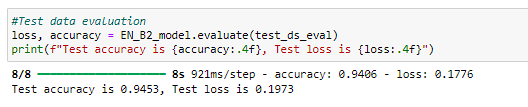 #Test data evaluation
loss, accuracy = EN_B2_model.evaluate(test_ds_eval)
print(f"Test accuracy is {accuracy:.4f}, Test loss is {loss:.4f}")
8/8 ━━━━━━━━━━━━━━━━━━━━ 8s 921ms/step - accuracy: 0.9406 - loss: 0.1776
Test accuracy is 0.9453, Test loss is 0.1973